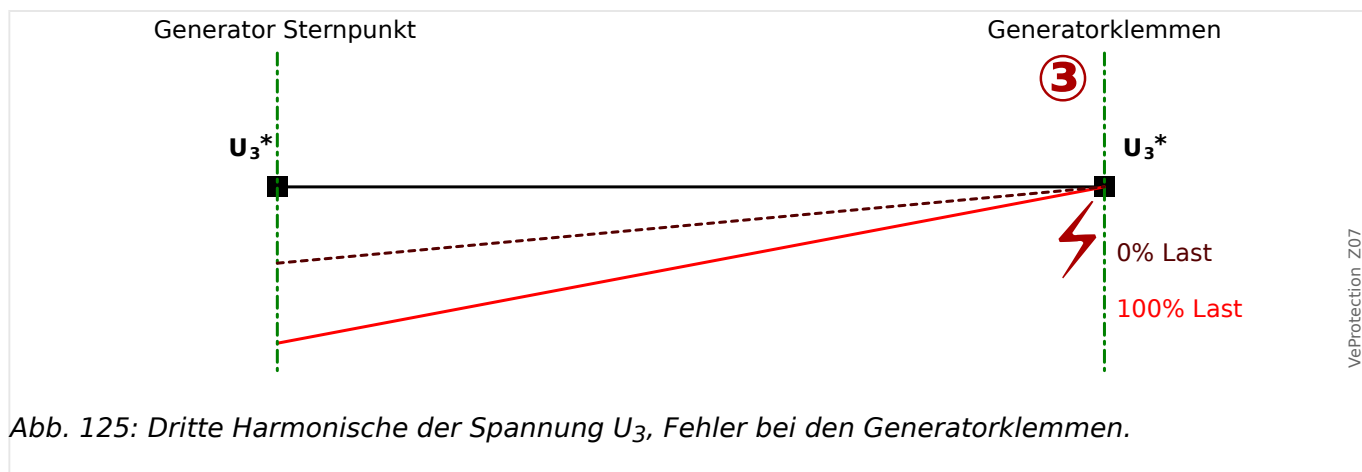 Generator Sternpunkt
Generatorklemmen
③
U₃*
U₃*
0% Last
100% Last
VeProtection Z07
Abb. 125: Dritte Harmonische der Spannung U₃, Fehler bei den Generatorklemmen.